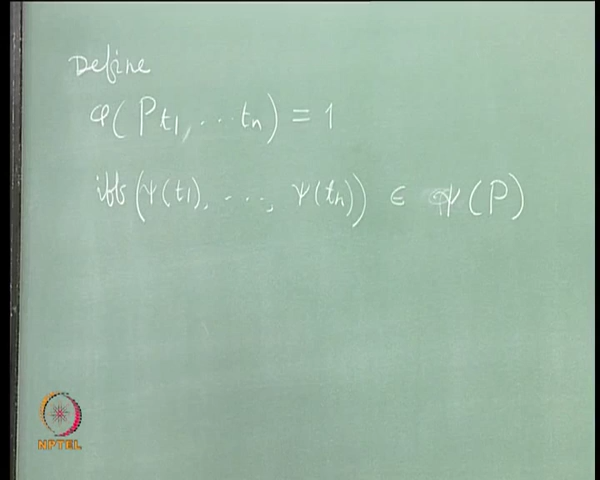 Define
φ(Pt1, ... tn) = 1
iff (ψ(t1), ..., ψ(tn)) ∈ ψ(P)
NPTEL